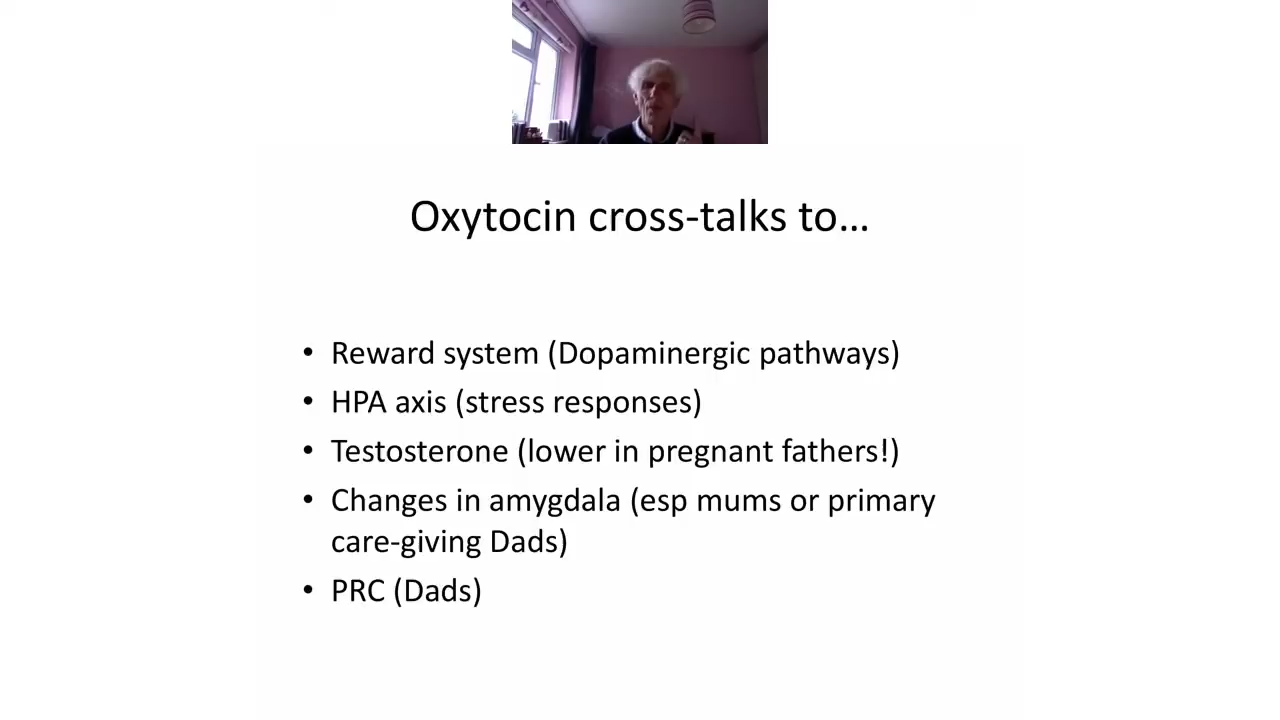 Oxytocin cross-talks to…
• Reward system (Dopaminergic pathways)
• HPA axis (stress responses)
• Testosterone (lower in pregnant fathers!)
• Changes in amygdala (esp mums or primary
care-giving Dads)
• PRC (Dads)